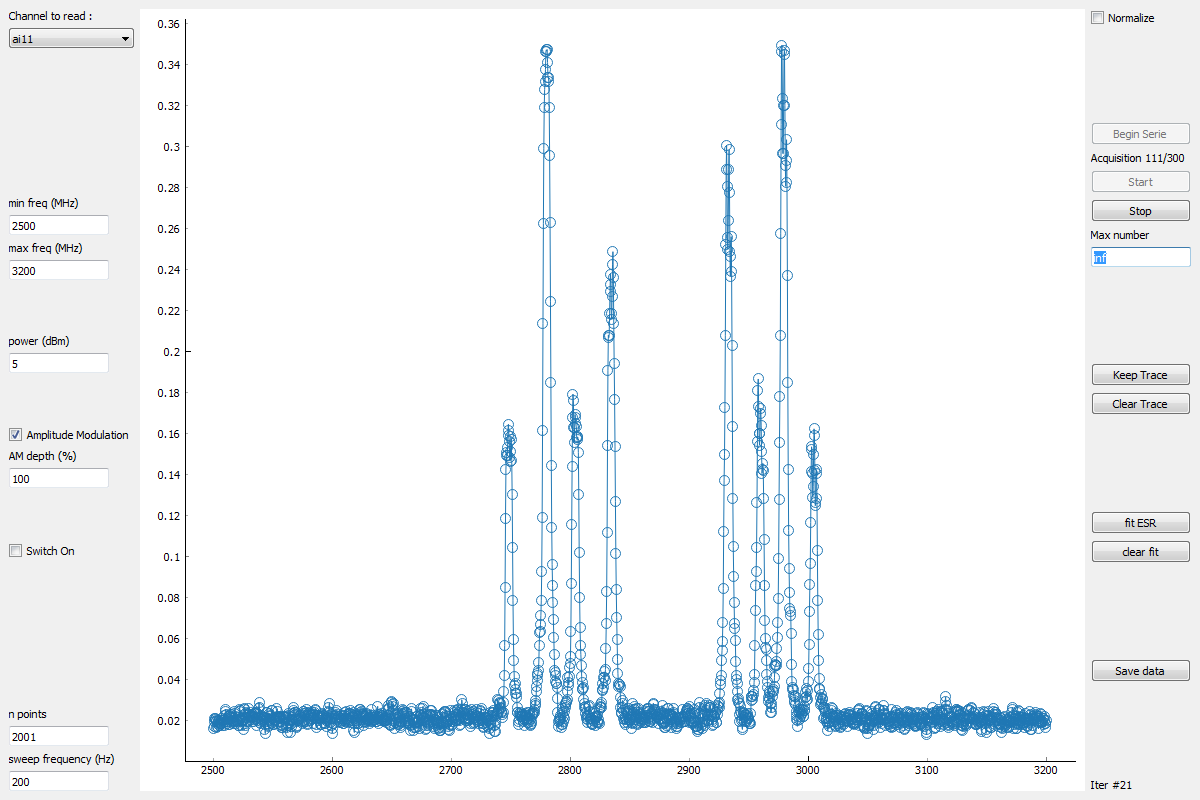 Channel to read :
ai11
min freq (MHz)
2500
max freq (MHz)
3200
power (dBm)
5
Amplitude Modulation
AM depth (%)
100
Switch On
n points
2001
sweep frequency (Hz)
200
0.36
0.34
0.32
0.3
0.28
0.26
0.24
0.22
0.2
0.18
0.16
0.14
0.12
0.1
0.08
0.06
0.04
0.02
2500 2600 2700 2800 2900 3000 3100 3200
Normalize
Begin Serie
Acquisition 111/300
Start
Stop
Max number
inf
Keep Trace
Clear Trace
fit ESR
clear fit
Save data
Iter #21